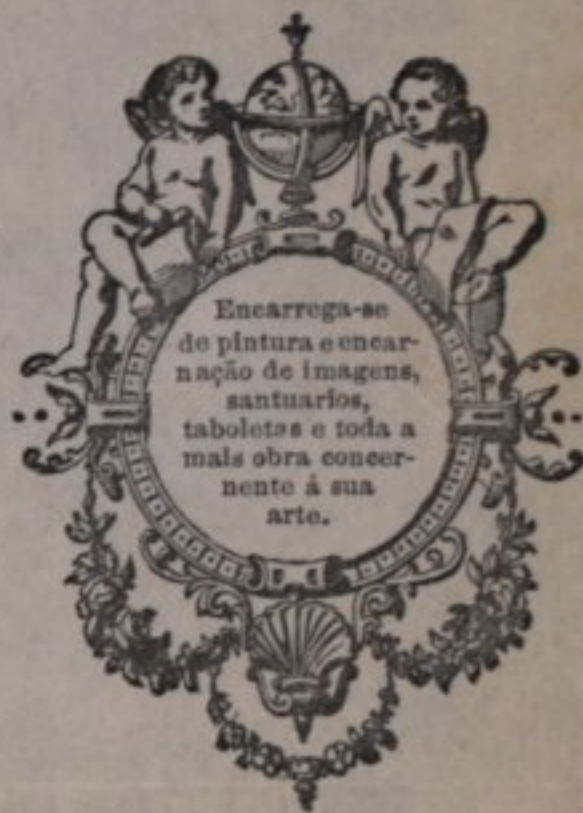 Encarrega-se
de pintura e encar-
nação de imagens,
santuarios,
taboletas e toda a
mais obra concer-
nente á sua
arte.